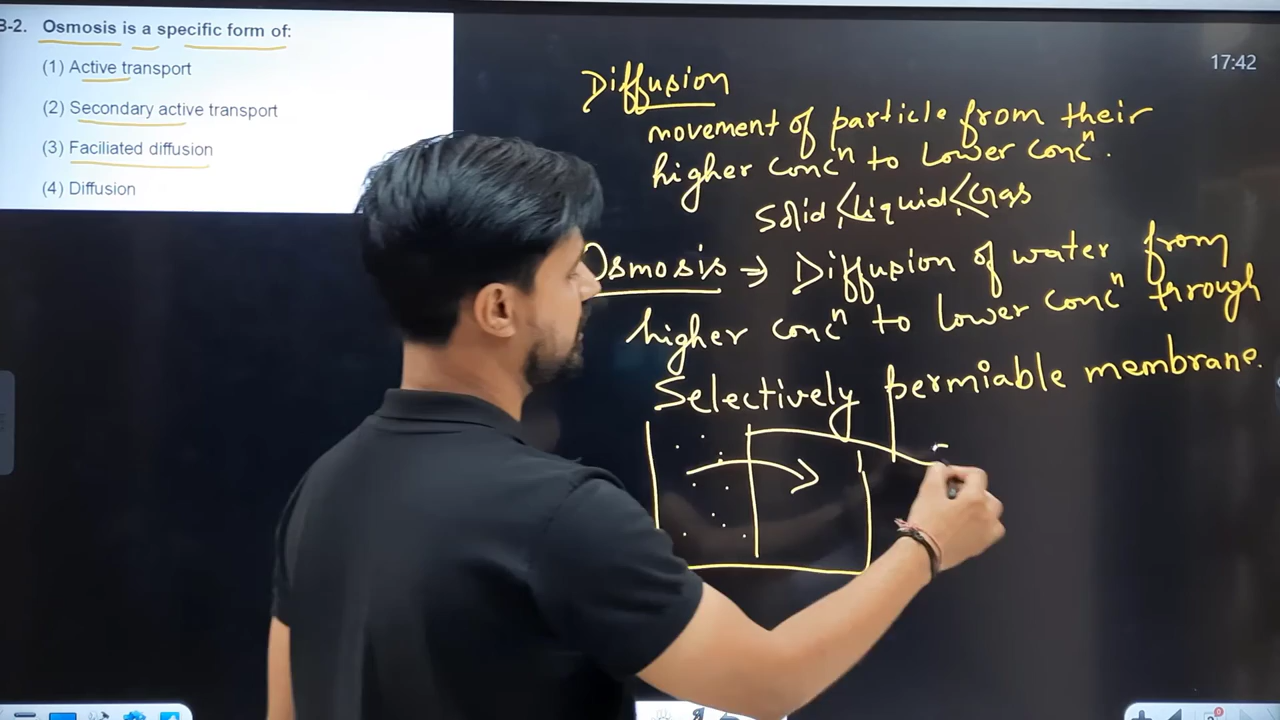 B-2. Osmosis is a specific form of:
(1) Active transport
(2) Secondary active transport
(3) Faciliated diffusion
(4) Diffusion
17:42
Diffusion
movement of particle from their
higher concⁿ to Lower concⁿ.
Solid < Liquid < Gas
Osmosis ⇒ Diffusion of water from
higher concⁿ to lower concⁿ through
Selectively permiable membrane.